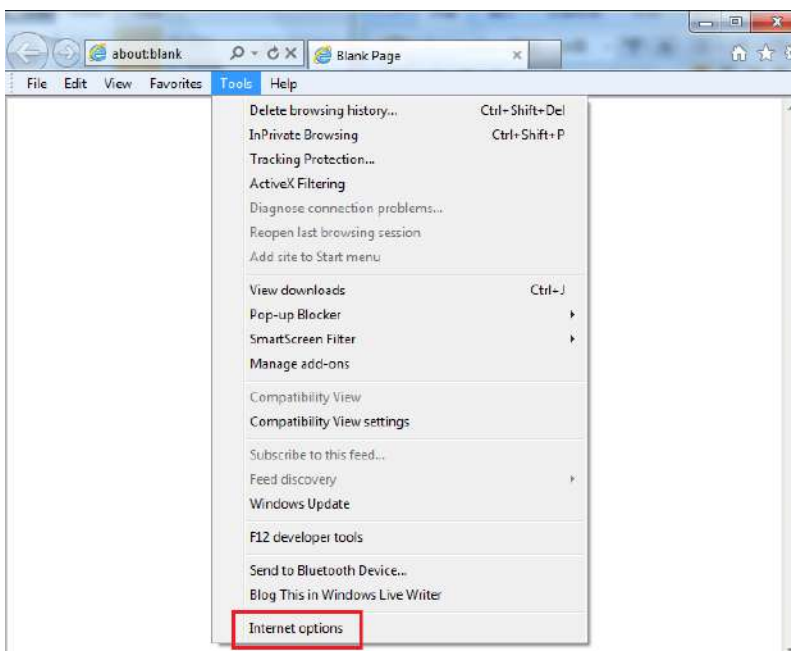 about:blank Blank Page
File Edit View Favorites Tools Help
Delete browsing history... Ctrl+Shift+Del
InPrivate Browsing Ctrl+Shift+P
Tracking Protection...
ActiveX Filtering
Diagnose connection problems...
Reopen last browsing session
Add site to Start menu
View downloads Ctrl+J
Pop-up Blocker
SmartScreen Filter
Manage add-ons
Compatibility View
Compatibility View settings
Subscribe to this feed...
Feed discovery
Windows Update
F12 developer tools
Send to Bluetooth Device...
Blog This in Windows Live Writer
Internet options